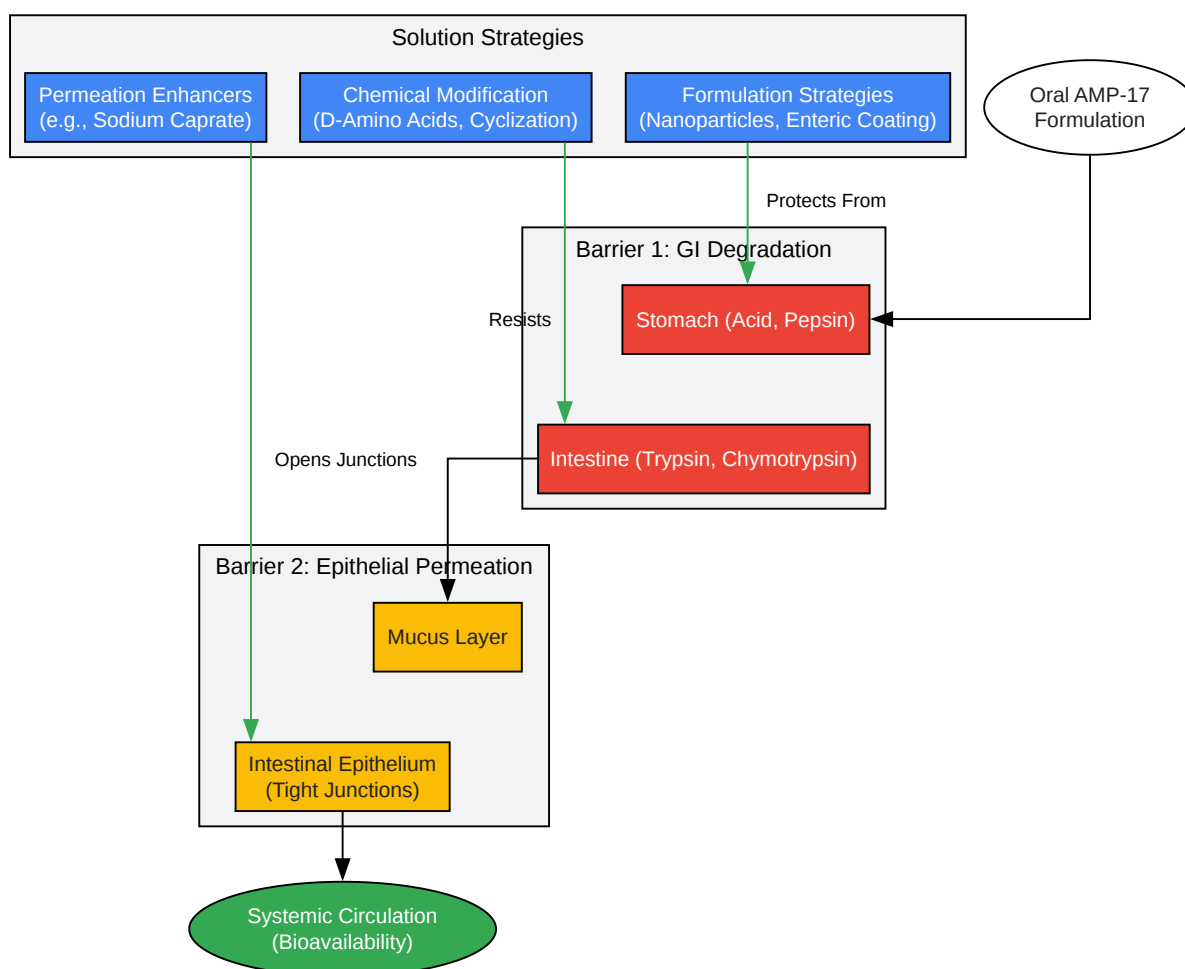 Solution Strategies
Permeation Enhancers
(e.g., Sodium Caprate)
Chemical Modification
(D-Amino Acids, Cyclization)
Formulation Strategies
(Nanoparticles, Enteric Coating)
Oral AMP-17
Formulation
Protects From
Barrier 1: GI Degradation
Stomach (Acid, Pepsin)
Resists
Intestine (Trypsin, Chymotrypsin)
Opens Junctions
Barrier 2: Epithelial Permeation
Mucus Layer
Intestinal Epithelium
(Tight Junctions)
Systemic Circulation
(Bioavailability)